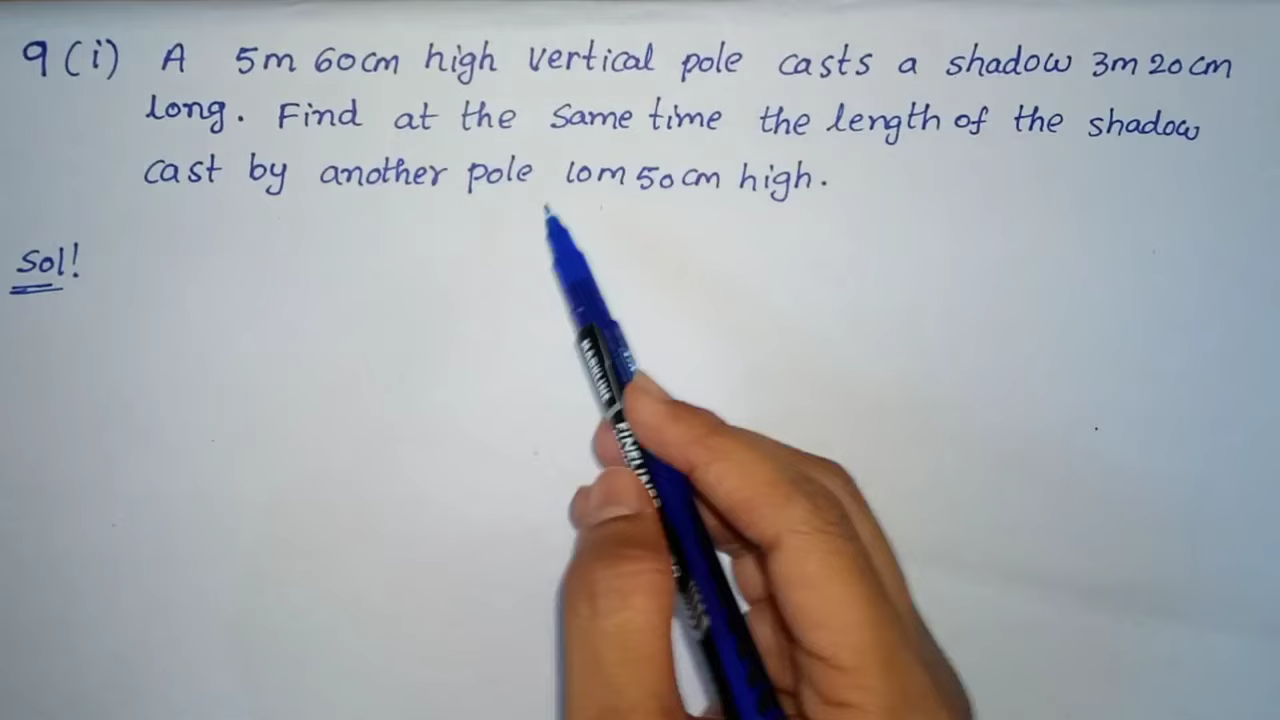 9 (i) A 5m 60cm high vertical pole casts a shadow 3m 20cm
long. Find at the same time the length of the shadow
cast by another pole 10m 50cm high.
Sol!
FINELINER